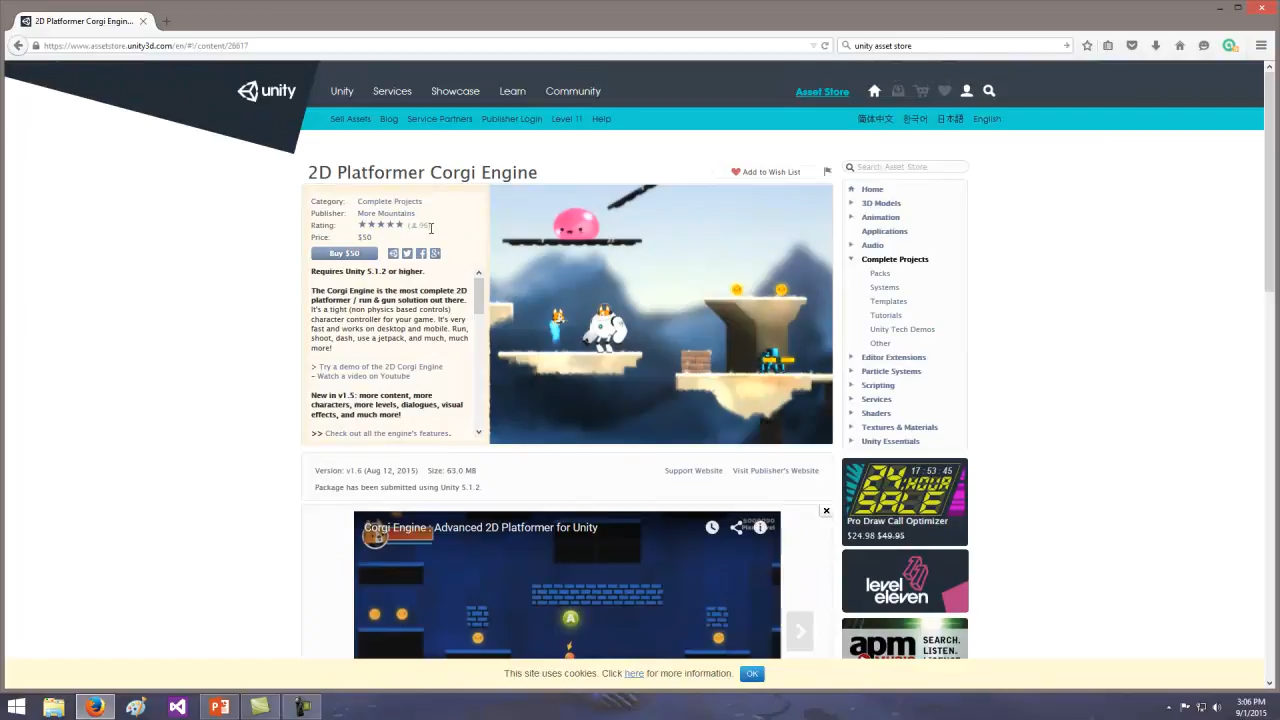 2D Platformer Corgi Engin...
https://www.assetstore.unity3d.com/en/#!/content/26617
unity asset store
unity
Unity Services Showcase Learn Community
Asset Store
Sell Assets Blog Service Partners Publisher Login Level 11 Help
简体中文 한국어 日本語 English
2D Platformer Corgi Engine
Add to Wish List
Category: Complete Projects
Publisher: More Mountains
Rating:
Price: $50
Buy $50
Requires Unity 5.1.2 or higher.
The Corgi Engine is the most complete 2D
platformer / run & gun solution out there.
It's a tight (non physics based controls)
character controller for your game. It's very
fast and works on desktop and mobile. Run,
shoot, dash, use a jetpack, and much, much
more!
> Try a demo of the 2D Corgi Engine
- Watch a video on Youtube
New in v1.5: more content, more
characters, more levels, dialogues, visual
effects, and much more!
>> Check out all the engine's features.
Version: v1.6 (Aug 12, 2015) Size: 63.0 MB
Support Website Visit Publisher's Website
Package has been submitted using Unity 5.1.2.
Corgi Engine : Advanced 2D Platformer for Unity
A
Search Asset Store
Home
3D Models
Animation
Applications
Audio
Complete Projects
Packs
Systems
Templates
Tutorials
Unity Tech Demos
Other
Editor Extensions
Particle Systems
Scripting
Services
Shaders
Textures & Materials
Unity Essentials
17:53:45
24 HOUR
SALE
Pro Draw Call Optimizer
$24.98 $49.95
level
eleven
apm
SEARCH.
LISTEN.
This site uses cookies. Click here for more information. OK
3:06 PM
9/1/2015